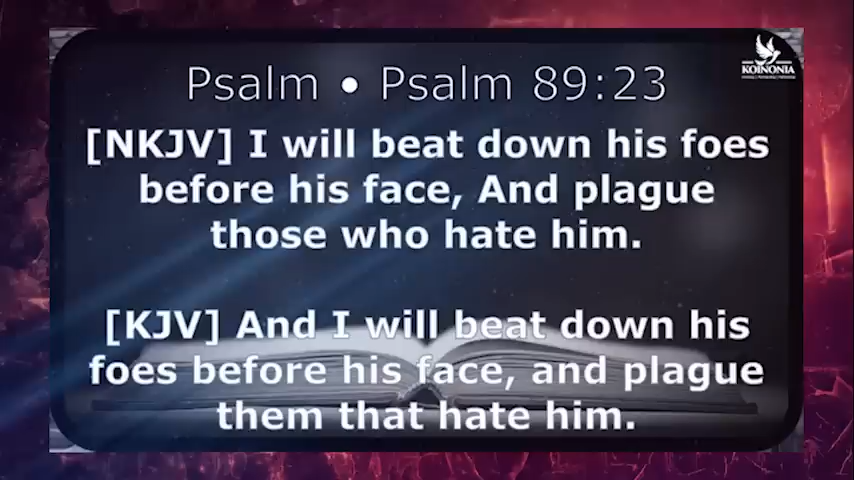 KOINONIA
Psalm • Psalm 89:23
[NKJV] I will beat down his foes
before his face, And plague
those who hate him.
[KJV] And I will beat down his
foes before his face, and plague
them that hate him.